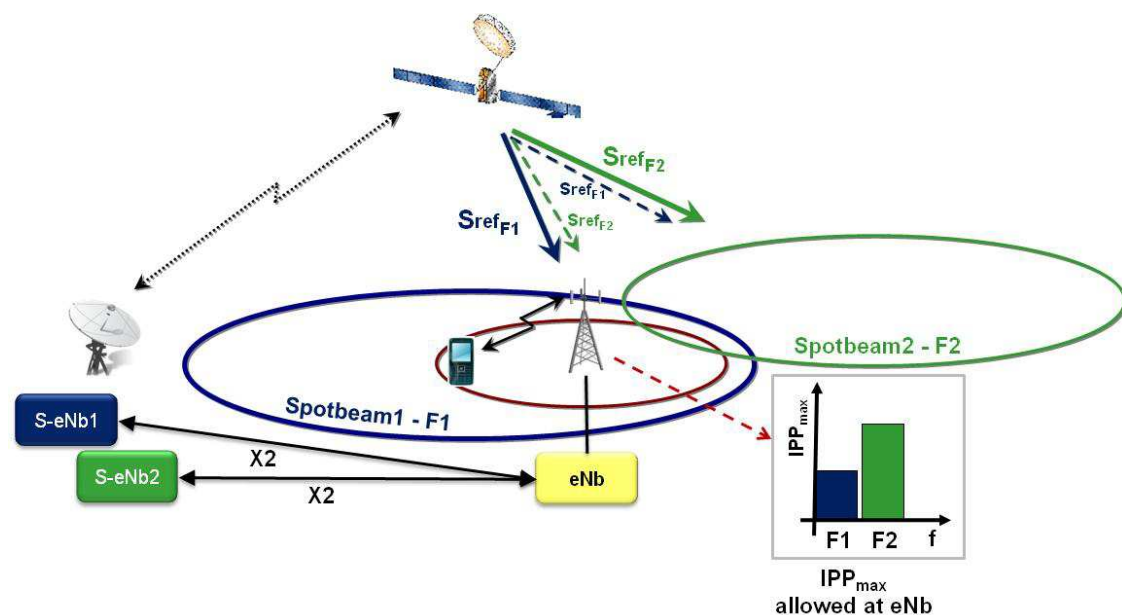 SrefF2
srefF1
SrefF1
srefF2
Spotbeam2 - F2
Spotbeam1 - F1
S-eNb1
X2
S-eNb2
X2
eNb
IPPmax
F1 F2 f
IPPmax
allowed at eNb